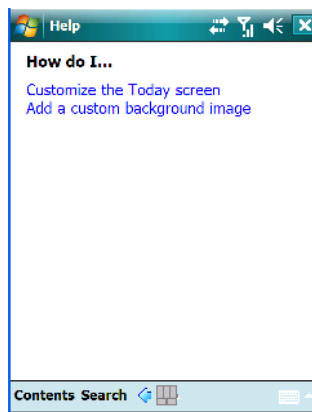 Help
How do I...
Customize the Today screen
Add a custom background image
Contents Search